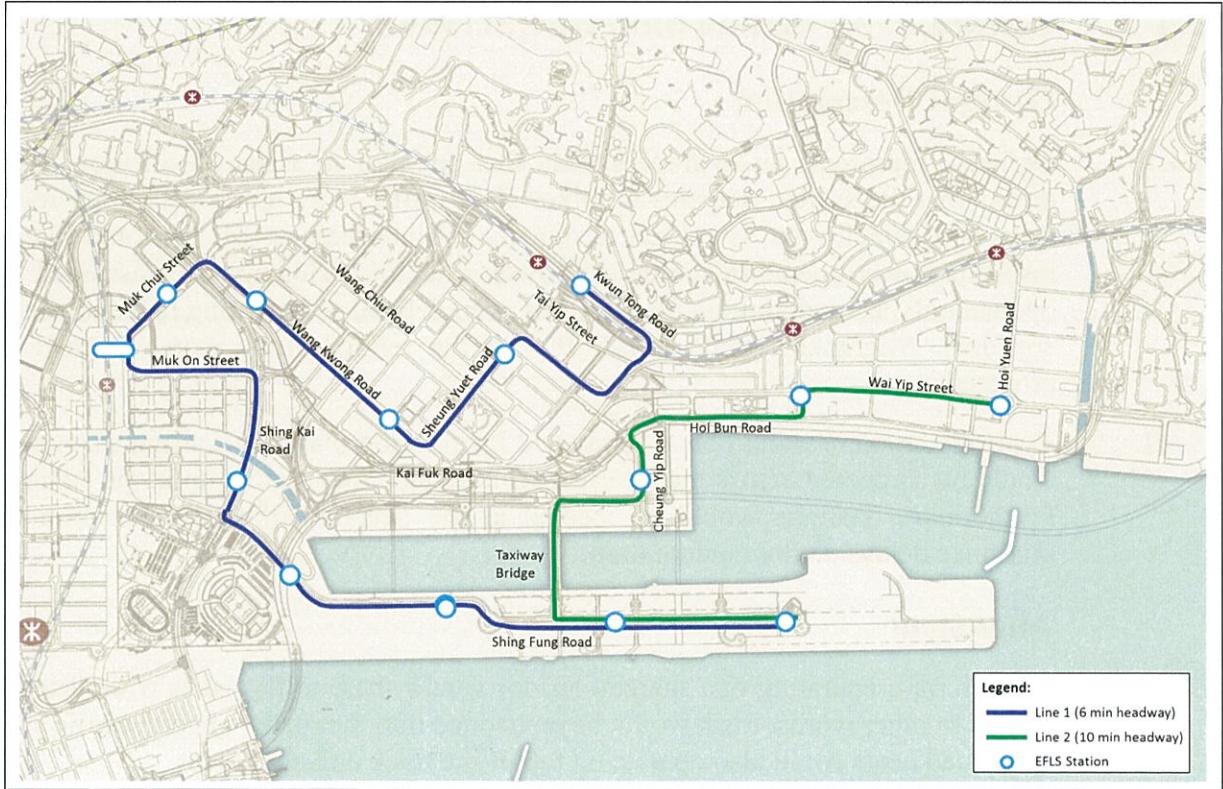 Muk Chui Street
Wang Chiu Road
Tai Yip Street
Kwun Tong Road
Muk On Street
Wang Kwong Road
Sheung Yuet Road
Wai Yip Street
Hoi Yuen Road
Shing Kai
Road
Hoi Bun Road
Kai Fuk Road
Cheung Yip Road
Taxiway
Bridge
Shing Fung Road
Legend:
Line 1 (6 min headway)
Line 2 (10 min headway)
EFLS Station